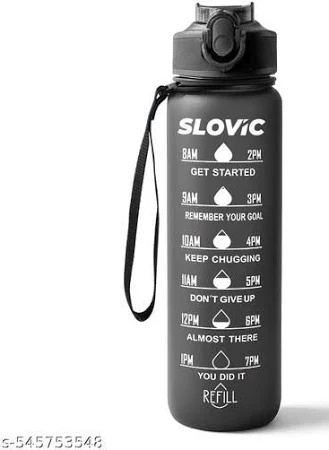 SLOVIC
8AM 2PM
GET STARTED
9AM 3PM
REMEMBER YOUR GOAL
10AM 4PM
KEEP CHUGGING
11AM 5PM
DON'T GIVE UP
12PM 6PM
ALMOST THERE
1PM 7PM
YOU DID IT
REFILL
s-545753548